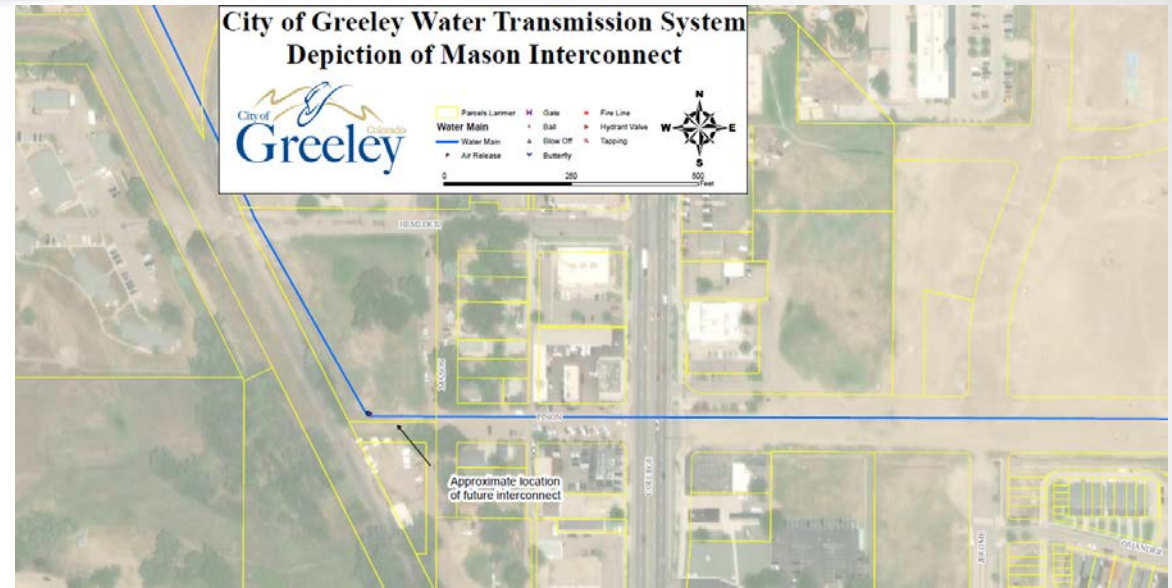 City of Greeley Water Transmission System
Depiction of Mason Interconnect
City of
Greeley
Colorado
Parcels Larimer
Water Main
Water Main
Air Release
Gate
Ball
Blow Off
Butterfly
Fire Line
Hydrant Valve
Tapping
N
W E
S
0 250 500
Feet
HEMLOCK
MASON
PINON
Approximate location
of future interconnect
COLLEGE
JEROME
OSIANDER